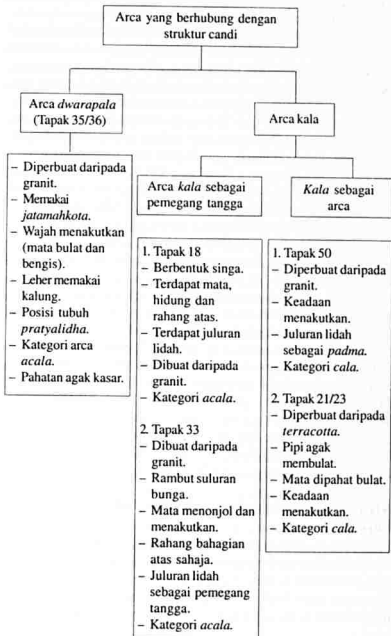 Arca yang berhubung dengan
struktur candi
Arca dwarapala
(Tapak 35/36)
Arca kala
– Diperbuat daripada
granit.
– Memakai
jatamahkota.
– Wajah menakutkan
(mata bulat dan
bengis).
– Leher memakai
kalung.
– Posisi tubuh
pratyalidha.
– Kategori arca
acala.
– Pahatan agak kasar.
Arca kala sebagai
pemegang tangga
1. Tapak 18
– Berbentuk singa.
– Terdapat mata,
hidung dan
rahang atas.
– Terdapat juluran
lidah.
– Dibuat daripada
granit.
– Kategori acala.
2. Tapak 33
– Dibuat daripada
granit.
– Rambut suluran
bunga.
– Mata menonjol dan
menakutkan.
– Rahang bahagian
atas sahaja.
– Juluran lidah
sebagai pemegang
tangga.
– Kategori acala.
Kala sebagai
arca
1. Tapak 50
– Diperbuat daripada
granit.
– Keadaan
menakutkan.
– Juluran lidah
sebagai padma.
– Kategori cala.
2. Tapak 21/23
– Diperbuat daripada
terracotta.
– Pipi agak
membulat.
– Mata dipahat bulat.
– Keadaan
menakutkan.
– Kategori cala.